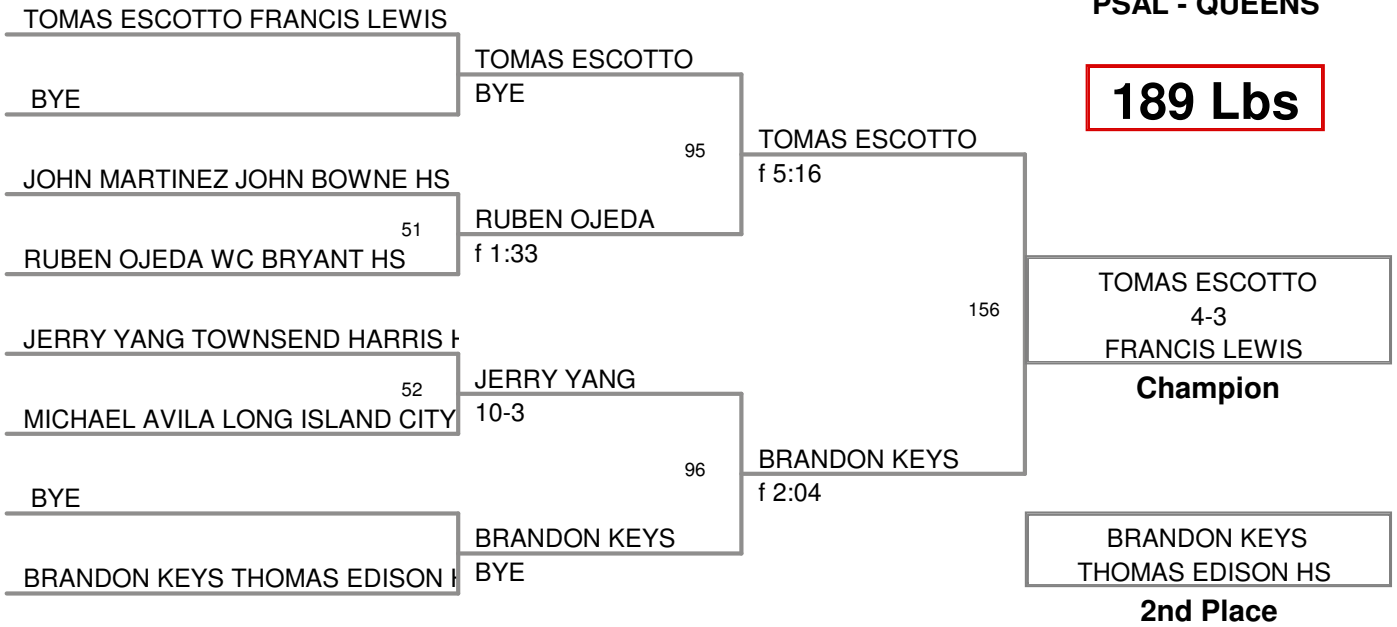 PSAL - QUEENS
189 Lbs
TOMAS ESCOTTO FRANCIS LEWIS
BYE
JOHN MARTINEZ JOHN BOWNE HS
51
RUBEN OJEDA WC BRYANT HS
JERRY YANG TOWNSEND HARRIS H
52
MICHAEL AVILA LONG ISLAND CITY
BYE
BRANDON KEYS THOMAS EDISON H
TOMAS ESCOTTO
BYE
95
RUBEN OJEDA
f 1:33
JERRY YANG
10-3
96
BRANDON KEYS
BYE
TOMAS ESCOTTO
f 5:16
156
BRANDON KEYS
f 2:04
TOMAS ESCOTTO
4-3
FRANCIS LEWIS
Champion
BRANDON KEYS
THOMAS EDISON HS
2nd Place